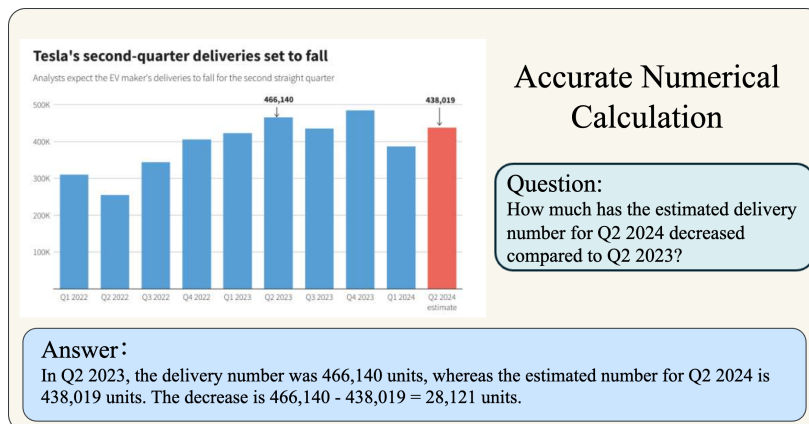 Tesla's second-quarter deliveries set to fall
Analysts expect the EV maker's deliveries to fall for the second straight quarter
466,140
438,019
500K
400K
300K
200K
100K
Q1 2022
Q2 2022
Q3 2022
Q4 2022
Q1 2023
Q2 2023
Q3 2023
Q4 2023
Q1 2024
Q2 2024
estimate
Accurate Numerical
Calculation
Question:
How much has the estimated delivery
number for Q2 2024 decreased
compared to Q2 2023?
Answer：
In Q2 2023, the delivery number was 466,140 units, whereas the estimated number for Q2 2024 is
438,019 units. The decrease is 466,140 - 438,019 = 28,121 units.